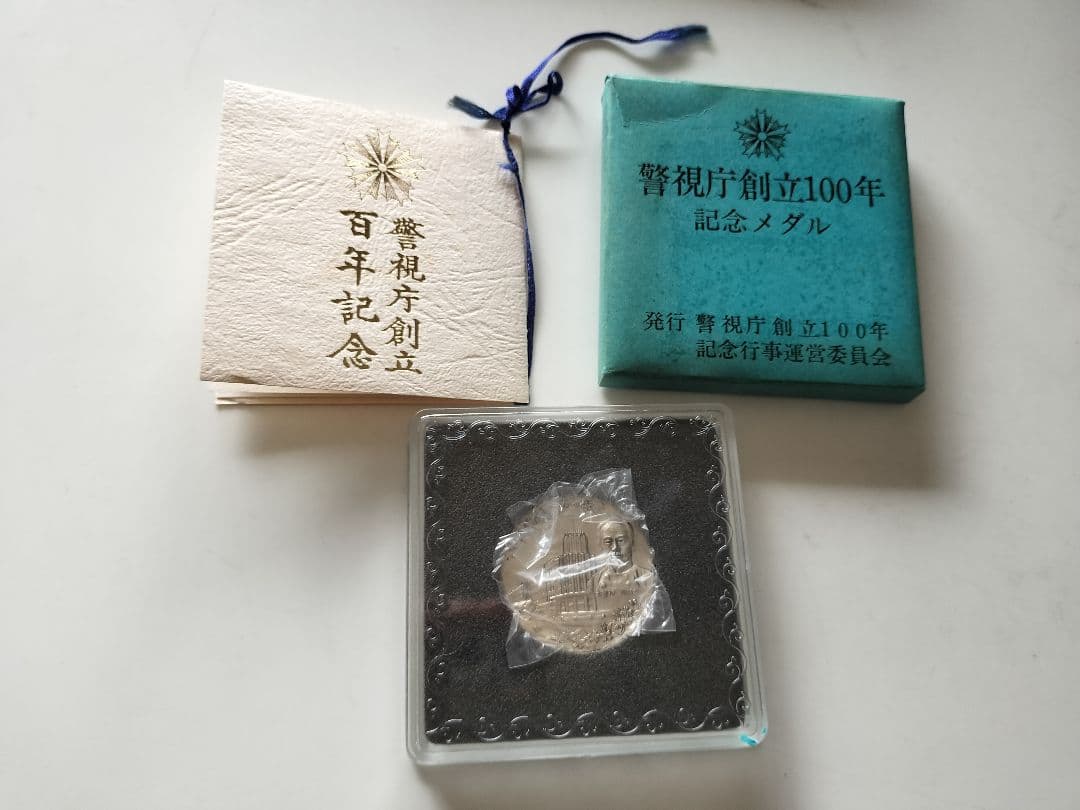 警視庁創立
百年記念
警視庁創立100年
記念メダル
発行 警視庁創立100年
記念行事運営委員会